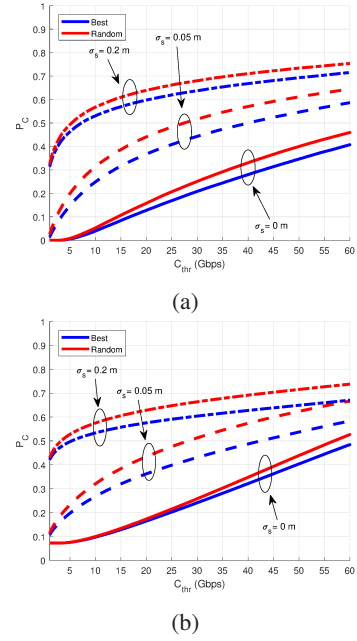 1
0.9
0.8
0.7
0.6
0.5
0.4
0.3
0.2
0.1
0
P_C
Best
Random
σ_s = 0.2 m
σ_s = 0.05 m
σ_s = 0 m
5 10 15 20 25 30 35 40 45 50 55 60
C_thr (Gbps)
(a)
1
0.9
0.8
0.7
0.6
0.5
0.4
0.3
0.2
0.1
0
P_C
Best
Random
σ_s = 0.2 m
σ_s = 0.05 m
σ_s = 0 m
5 10 15 20 25 30 35 40 45 50 55 60
C_thr (Gbps)
(b)